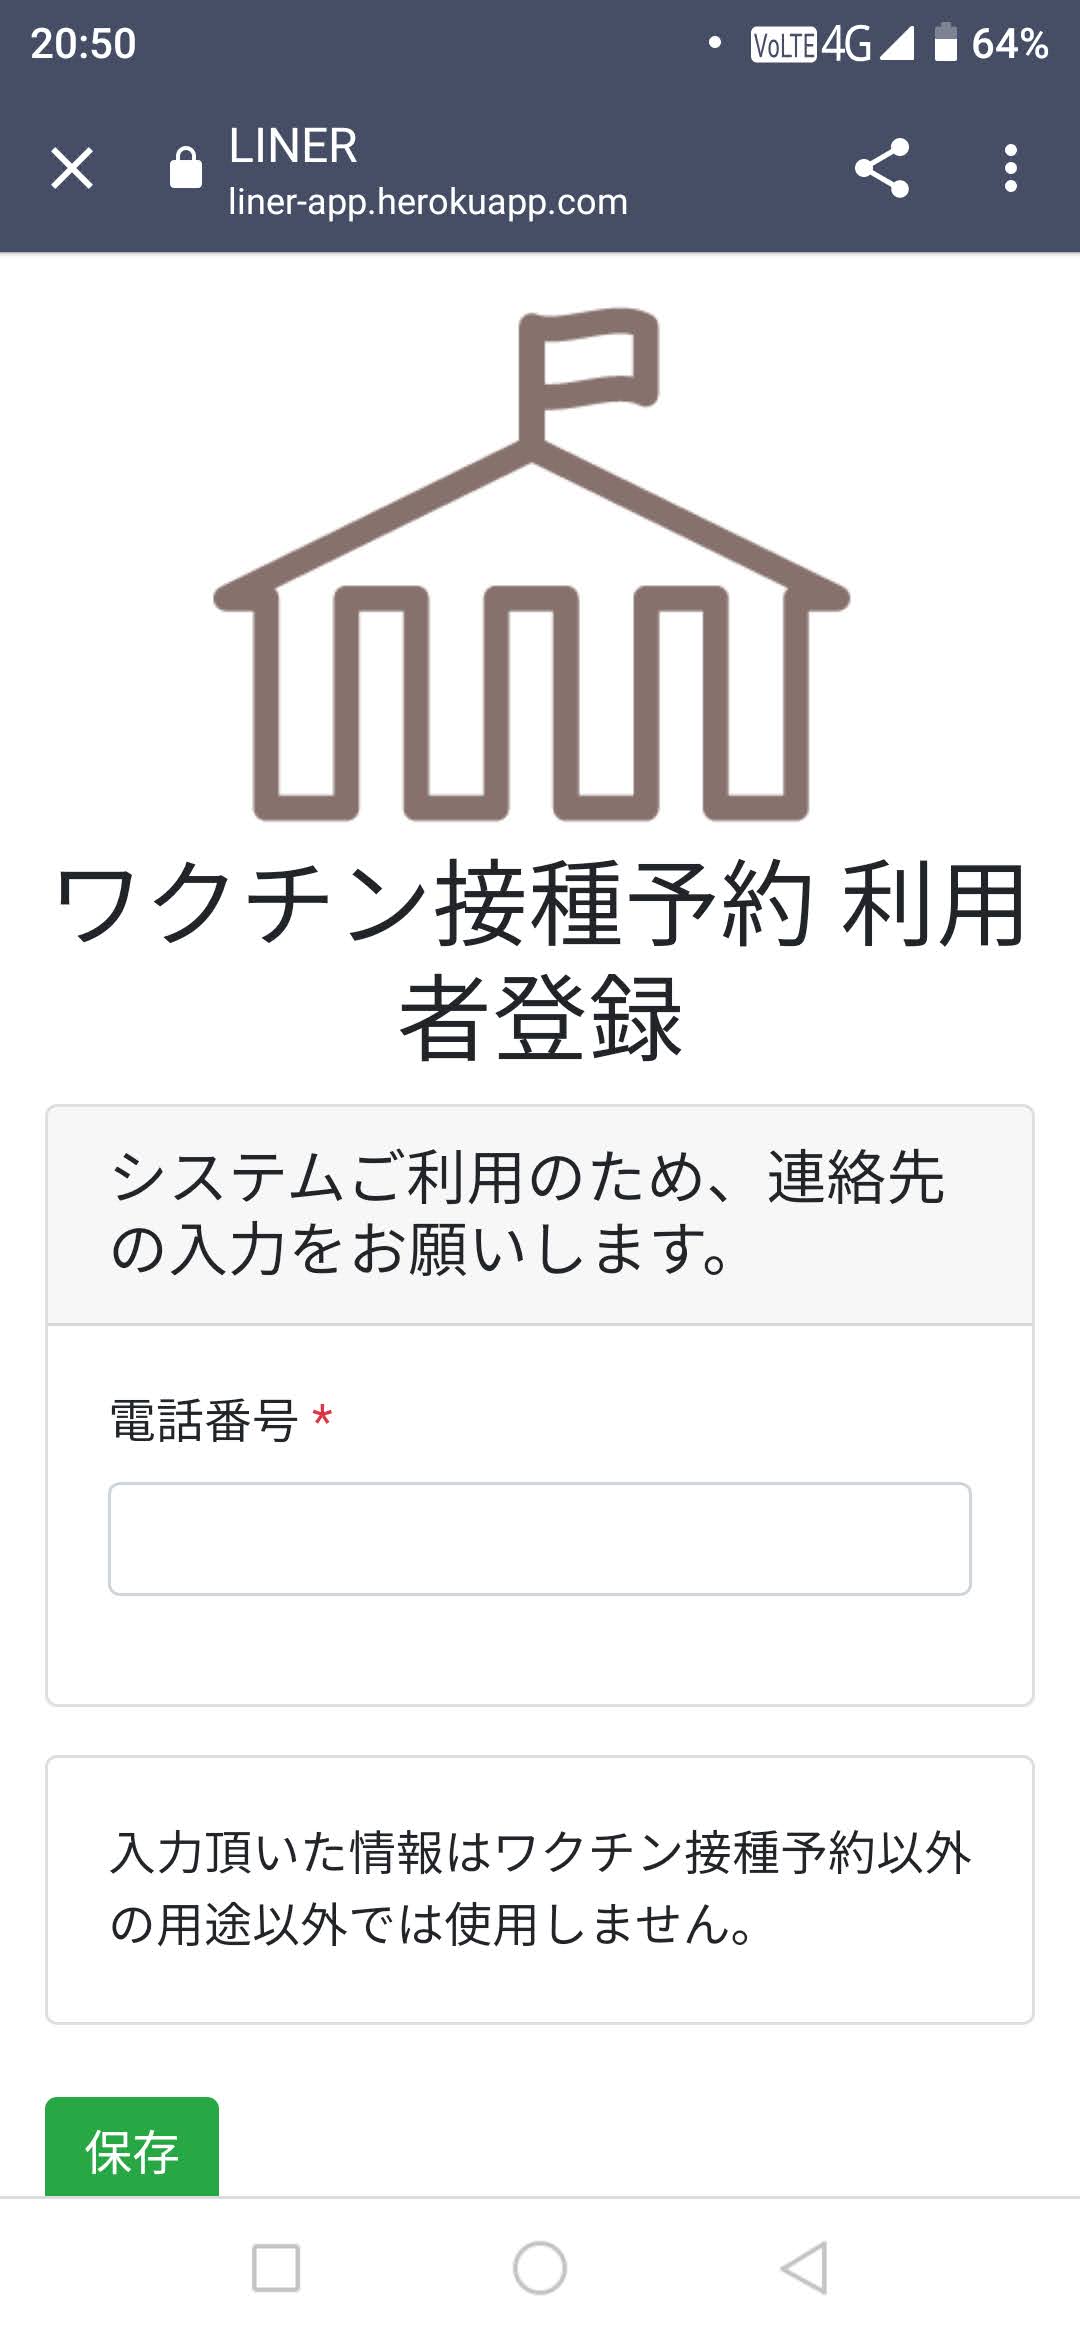 20:50
VoLTE 4G 64%
LINER
liner-app.herokuapp.com
ワクチン接種予約 利用
者登録
システムご利用のため、連絡先
の入力をお願いします。
電話番号 *
入力頂いた情報はワクチン接種予約以外
の用途以外では使用しません。
保存